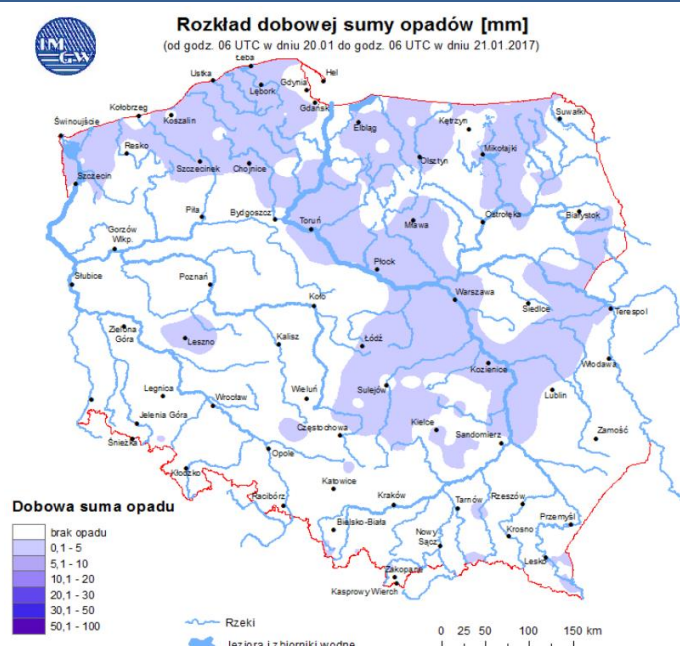 IM
GW
Rozkład dobowej sumy opadów [mm]
(od godz. 06 UTC w dniu 20.01 do godz. 06 UTC w dniu 21.01.2017)
Łeba
Ustka
Hel
Gdynia
Lębork
Gdańsk
Kołobrzeg
Koszalin
Świnoujście
Elbląg
Kętrzyn
Suwałki
Resko
Szczecinek
Chojnice
Olsztyn
Mikołajki
Szczecin
Piła
Bydgoszcz
Toruń
Mława
Ostrołęka
Białystok
Gorzów
Wlkp.
Płock
Słubice
Poznań
Koło
Warszawa
Siedlce
Terespol
Zielona
Góra
Leszno
Kalisz
Łódź
Kozienice
Włodawa
Legnica
Wrocław
Wieluń
Sulejów
Lublin
Jelenia Góra
Śnieżka
Częstochowa
Kielce
Sandomierz
Zamość
Opole
Kłodzko
Racibórz
Katowice
Kraków
Tarnów
Rzeszów
Przemyśl
Bielsko-Biała
Nowy
Sącz
Krosno
Lesko
Zakopane
Kasprowy Wierch
Dobowa suma opadu
brak opadu
0,1 - 5
5,1 - 10
10,1 - 20
20,1 - 30
30,1 - 50
50,1 - 100
Rzeki
Jeziora i zbiorniki wodne
0 25 50 100 150 km